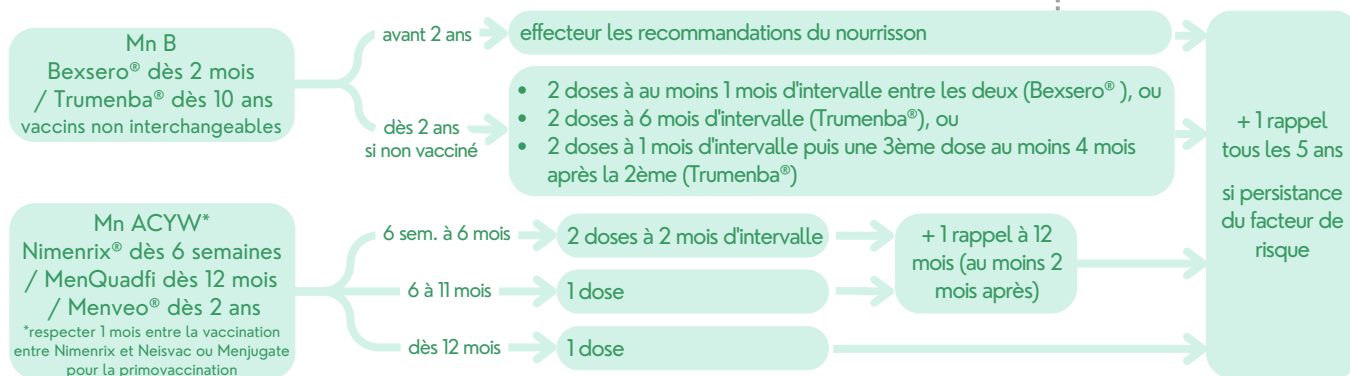 Mn B
Bexsero® dès 2 mois
/ Trumenba® dès 10 ans
vaccins non interchangeables
avant 2 ans
effecteur les recommandations du nourrisson
dès 2 ans
si non vacciné
• 2 doses à au moins 1 mois d'intervalle entre les deux (Bexsero® ), ou
• 2 doses à 6 mois d'intervalle (Trumenba®), ou
• 2 doses à 1 mois d'intervalle puis une 3ème dose au moins 4 mois
après la 2ème (Trumenba®)
Mn ACYW*
Nimenrix® dès 6 semaines
/ MenQuadfi dès 12 mois
/ Menveo® dès 2 ans
*respecter 1 mois entre la vaccination
entre Nimenrix et Neisvac ou Menjugate
pour la primovaccination
6 sem. à 6 mois
2 doses à 2 mois d'intervalle
6 à 11 mois
1 dose
+ 1 rappel à 12
mois (au moins 2
mois après)
dès 12 mois
1 dose
+ 1 rappel
tous les 5 ans
si persistance
du facteur de
risque